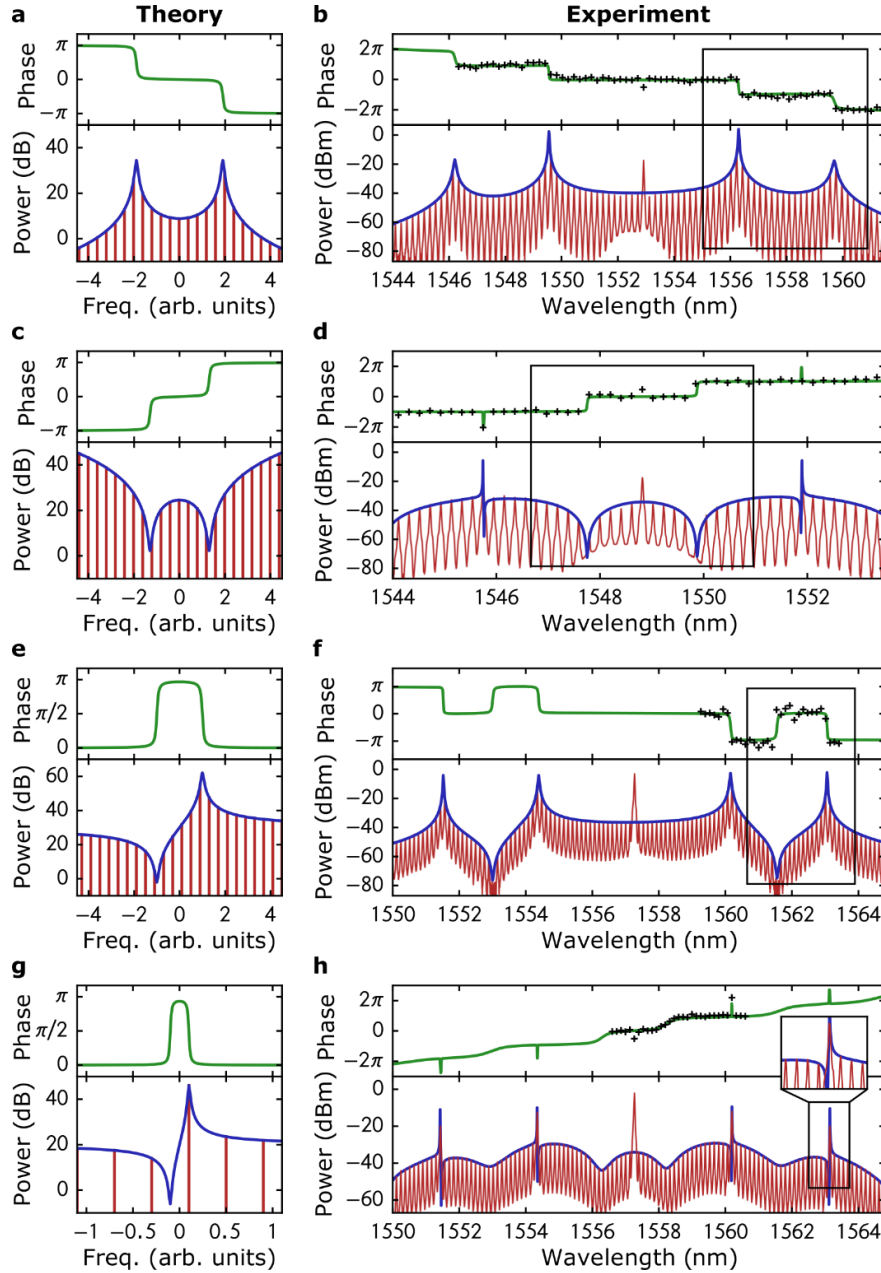 Theory
Experiment
a
π
0
−π
Phase
40
20
0
Power (dB)
−4 −2 0 2 4
Freq. (arb. units)
b
2π
0
−2π
Phase
0
−20
−40
−60
−80
Power (dBm)
1544 1546 1548 1550 1552 1554 1556 1558 1560
Wavelength (nm)
c
π
0
−π
Phase
40
20
0
Power (dB)
−4 −2 0 2 4
Freq. (arb. units)
d
2π
0
−2π
Phase
0
−20
−40
−60
−80
Power (dBm)
1544 1546 1548 1550 1552
Wavelength (nm)
e
π
π/2
0
Phase
60
40
20
0
Power (dB)
−4 −2 0 2 4
Freq. (arb. units)
f
π
0
−π
Phase
0
−20
−40
−60
−80
Power (dBm)
1550 1552 1554 1556 1558 1560 1562 1564
Wavelength (nm)
g
π
π/2
0
Phase
40
20
0
Power (dB)
−1 −0.5 0 0.5 1
Freq. (arb. units)
h
2π
0
−2π
Phase
0
−20
−40
−60
Power (dBm)
1550 1552 1554 1556 1558 1560 1562 1564
Wavelength (nm)